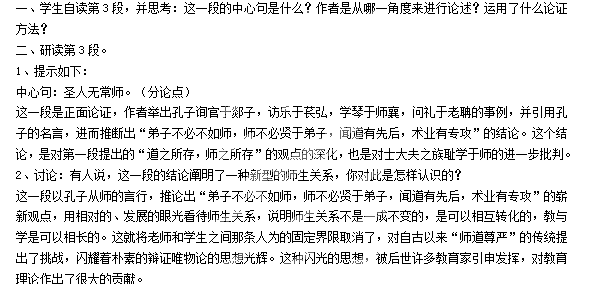 一、学生自读第３段，并思考：这一段的中心句是什么？作者是从哪一角度来进行论述？运用了什么论证
方法？
二、研读第３段。
1、提示如下：
中心句：圣人无常师。（分论点）
这一段是正面论证，作者举出孔子询官于郯子，访乐于苌弘，学琴于师襄，问礼于老聃的事例，并引用孔
子的名言，进而推断出“弟子不必不如师，师不必贤于弟子，闻道有先后，术业有专攻”的结论。这个结
论，是对第一段提出的“道之所存，师之所存”的观点的深化，也是对士大夫之族耻学于师的进一步批判。
2、讨论：有人说，这一段的结论阐明了一种新型的师生关系，你对此是怎样认识的？
这一段以孔子从师的言行，推论出“弟子不必不如师，师不必贤于弟子，闻道有先后，术业有专攻”的崭
新观点，用相对的、发展的眼光看待师生关系，说明师生关系不是一成不变的，是可以相互转化的，教与
学是可以相长的。这就将老师和学生之间那条人为的固定界限取消了，对自古以来“师道尊严”的传统提
出了挑战，闪耀着朴素的辩证唯物论的思想光辉。这种闪光的思想，被后世许多教育家引申发挥，对教育
理论作出了很大的贡献。